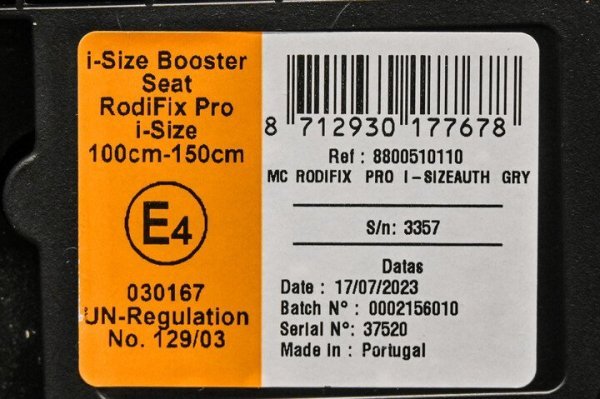 i-Size Booster
Seat
RodiFix Pro
i-Size
100cm-150cm
E4
030167
UN-Regulation
No. 129/03
8 712930 177678
Ref : 8800510110
MC RODIFIX PRO I-SIZEAUTH GRY
S/n: 3357
Datas
Date : 17/07/2023
Batch N° : 0002156010
Serial N°: 37520
Made In : Portugal